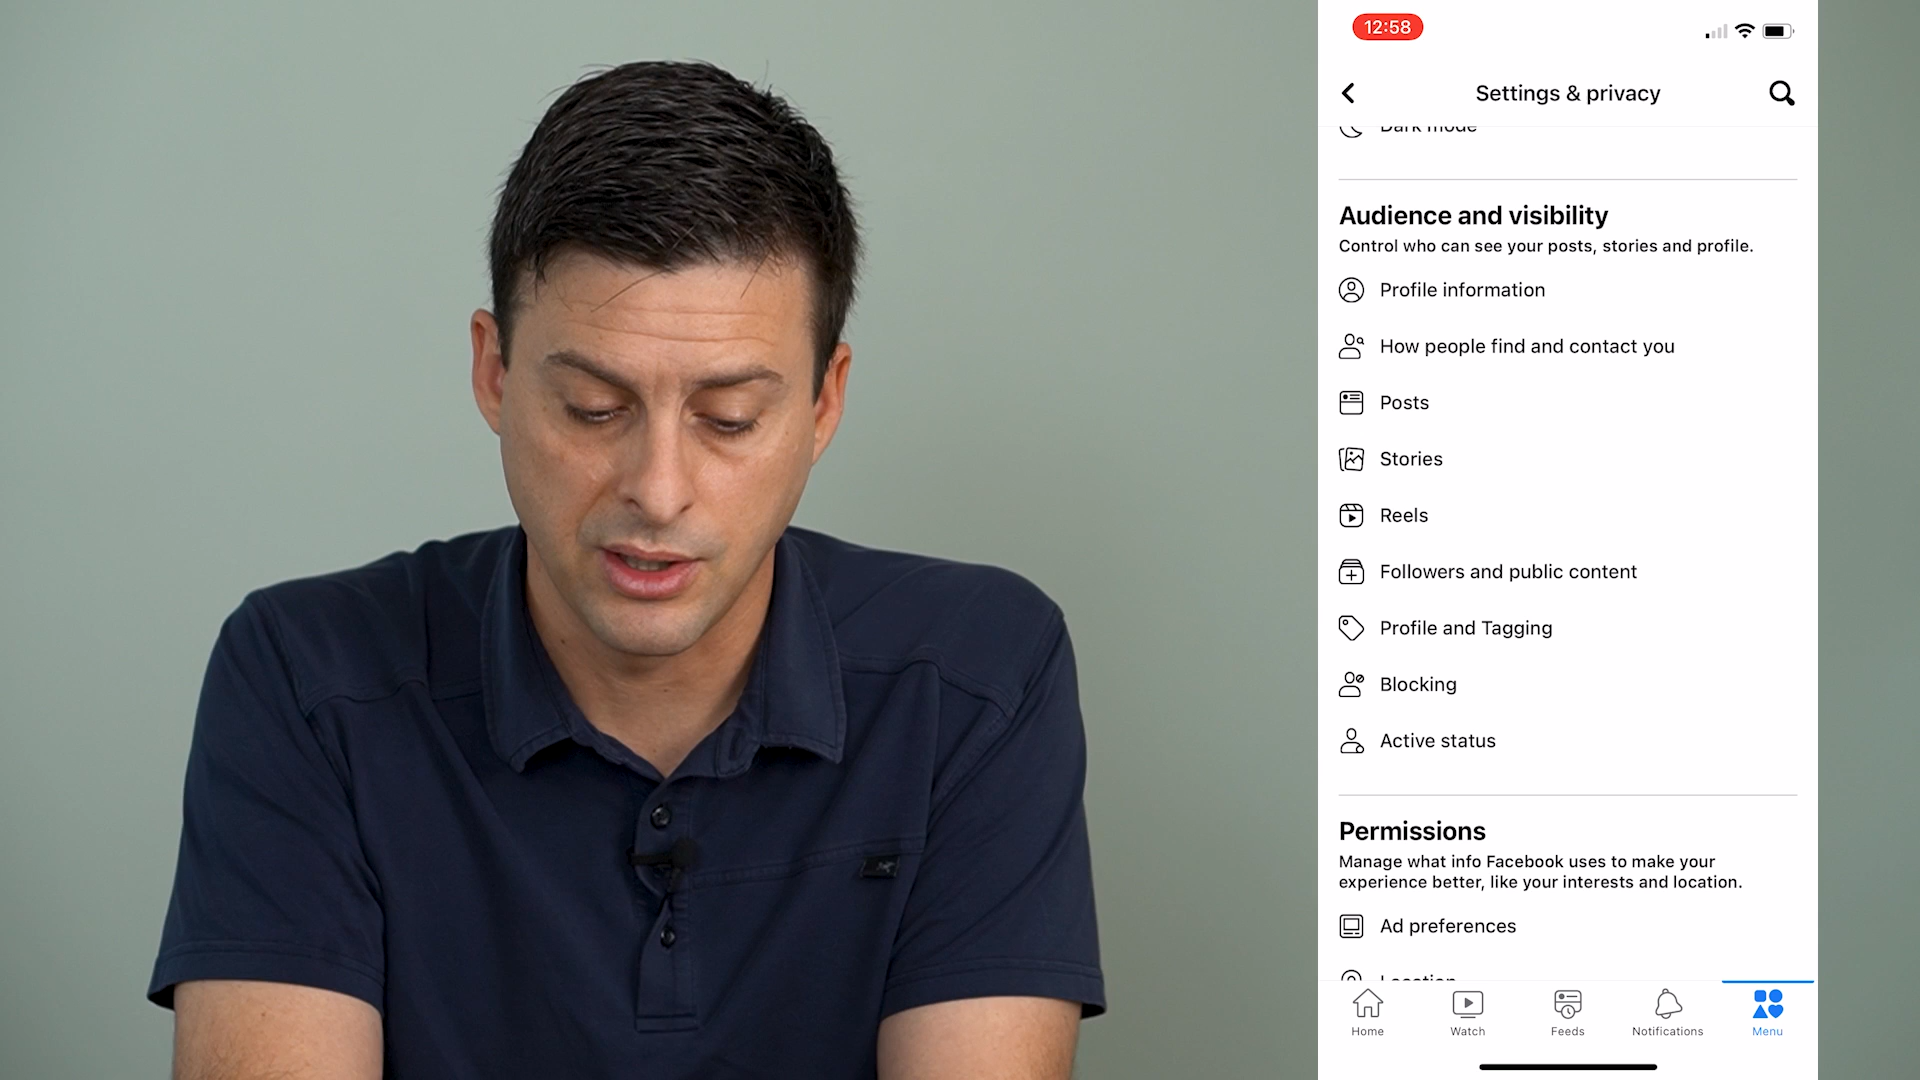 12:58
Settings & privacy
Dark mode
Audience and visibility
Control who can see your posts, stories and profile.
Profile information
How people find and contact you
Posts
Stories
Reels
Followers and public content
Profile and Tagging
Blocking
Active status
Permissions
Manage what info Facebook uses to make your
experience better, like your interests and location.
Ad preferences
Location
Home
Watch
Feeds
Notifications
Menu